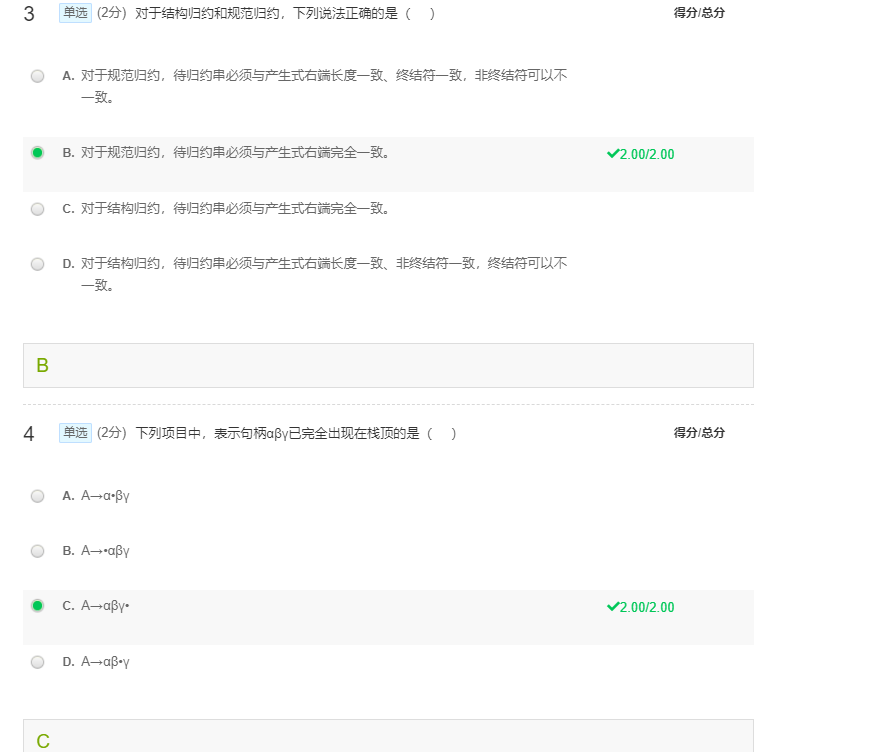 3 单选 (2分) 对于结构归约和规范归约，下列说法正确的是（ ） 得分/总分
A. 对于规范归约，待归约串必须与产生式右端长度一致、终结符一致，非终结符可以不
一致。
B. 对于规范归约，待归约串必须与产生式右端完全一致。 2.00/2.00
C. 对于结构归约，待归约串必须与产生式右端完全一致。
D. 对于结构归约，待归约串必须与产生式右端长度一致、非终结符一致，终结符可以不
一致。
B
4 单选 (2分) 下列项目中，表示句柄αβγ已完全出现在栈顶的是（ ） 得分/总分
A. A→α•βγ
B. A→•αβγ
C. A→αβγ• 2.00/2.00
D. A→αβ•γ
C